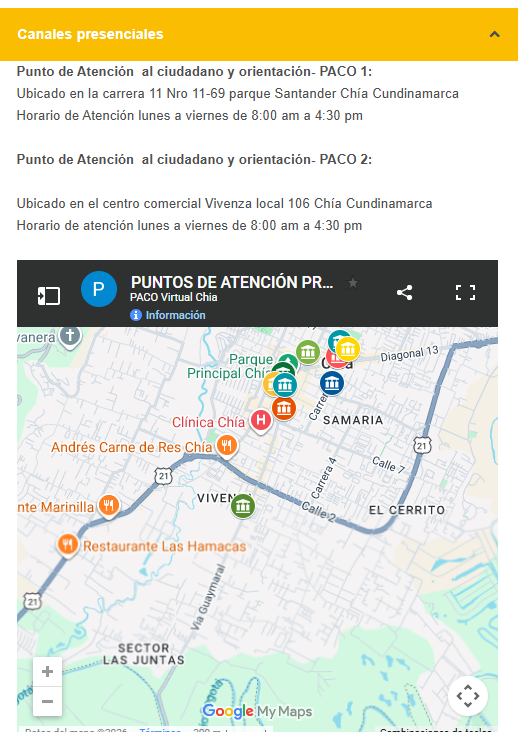 Canales presenciales
Punto de Atención al ciudadano y orientación- PACO 1:
Ubicado en la carrera 11 Nro 11-69 parque Santander Chía Cundinamarca
Horario de Atención lunes a viernes de 8:00 am a 4:30 pm
Punto de Atención al ciudadano y orientación- PACO 2:
Ubicado en el centro comercial Vivenza local 106 Chía Cundinamarca
Horario de atención lunes a viernes de 8:00 am a 4:30 pm
P
PUNTOS DE ATENCIÓN PR...
PACO Virtual Chia
Información
vanera
Diagonal 13
Parque
Principal Chía
Carrera
SAMARIA
Clínica Chía
H
Andrés Carne de Res Chía
21
Calle 7
21
Carrera 4
nte Marinilla
VIVEN
Calle 2
EL CERRITO
Restaurante Las Hamacas
Vía Guaymaral
21
SECTOR
LAS JUNTAS
+
−
Google My Maps